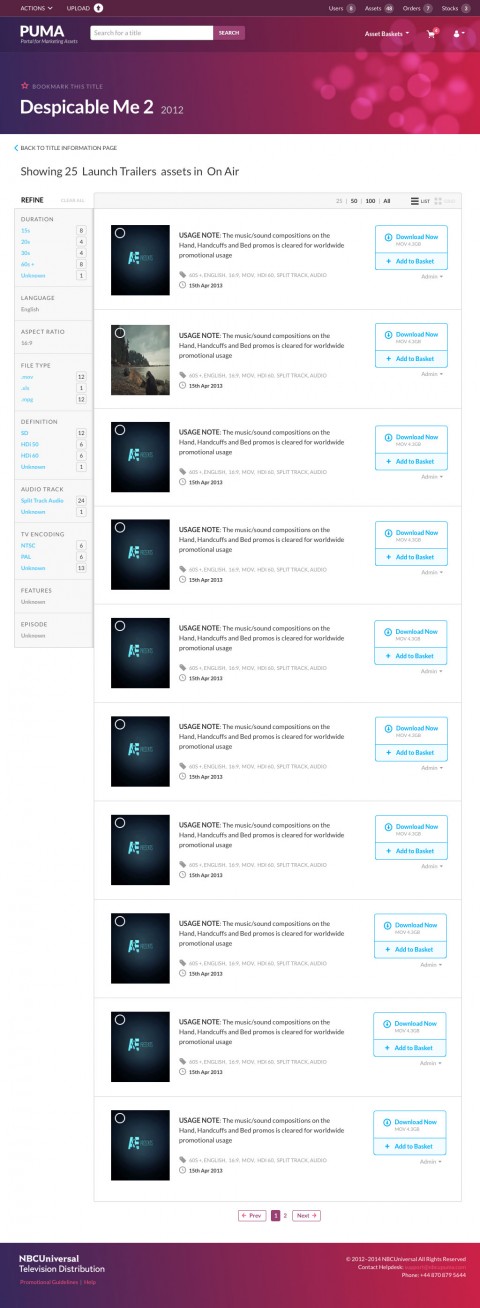 ACTIONS UPLOAD Users 8 Assets 48 Orders 7 Stocks 3
PUMA
Portal for Marketing Assets
Search for a title SEARCH
Asset Baskets
BOOKMARK THIS TITLE
Despicable Me 2 2012
BACK TO TITLE INFORMATION PAGE
Showing 25 Launch Trailers assets in On Air
REFINE CLEAR ALL
DURATION
15s 8
20s 4
30s 4
60s + 8
Unknown 1
LANGUAGE
English
ASPECT RATIO
16:9
FILE TYPE
.mov 12
.xls 1
.mpg 12
DEFINITION
SD 12
HDI 50 6
HDI 60 6
Unknown 1
AUDIO TRACK
Split Track Audio 24
Unknown 1
TV ENCODING
NTSC 6
PAL 6
Unknown 13
FEATURES
Unknown
EPISODE
Unknown
25 | 50 | 100 | All LIST
USAGE NOTE: The music/sound compositions on the
Hand, Handcuffs and Bed promos is cleared for worldwide
promotional usage
60S +, ENGLISH, 16:9, MOV, HDI 60, SPLIT TRACK, AUDIO
15th Apr 2013
Download Now
MOV 4.3GB
+ Add to Basket
Admin
USAGE NOTE: The music/sound compositions on the
Hand, Handcuffs and Bed promos is cleared for worldwide
promotional usage
60S +, ENGLISH, 16:9, MOV, HDI 60, SPLIT TRACK, AUDIO
15th Apr 2013
Download Now
MOV 4.3GB
+ Add to Basket
Admin
USAGE NOTE: The music/sound compositions on the
Hand, Handcuffs and Bed promos is cleared for worldwide
promotional usage
60S +, ENGLISH, 16:9, MOV, HDI 60, SPLIT TRACK, AUDIO
15th Apr 2013
Download Now
MOV 4.3GB
+ Add to Basket
Admin
USAGE NOTE: The music/sound compositions on the
Hand, Handcuffs and Bed promos is cleared for worldwide
promotional usage
60S +, ENGLISH, 16:9, MOV, HDI 60, SPLIT TRACK, AUDIO
15th Apr 2013
Download Now
MOV 4.3GB
+ Add to Basket
Admin
USAGE NOTE: The music/sound compositions on the
Hand, Handcuffs and Bed promos is cleared for worldwide
promotional usage
60S +, ENGLISH, 16:9, MOV, HDI 60, SPLIT TRACK, AUDIO
15th Apr 2013
Download Now
MOV 4.3GB
+ Add to Basket
Admin
USAGE NOTE: The music/sound compositions on the
Hand, Handcuffs and Bed promos is cleared for worldwide
promotional usage
60S +, ENGLISH, 16:9, MOV, HDI 60, SPLIT TRACK, AUDIO
15th Apr 2013
Download Now
MOV 4.3GB
+ Add to Basket
Admin
USAGE NOTE: The music/sound compositions on the
Hand, Handcuffs and Bed promos is cleared for worldwide
promotional usage
60S +, ENGLISH, 16:9, MOV, HDI 60, SPLIT TRACK, AUDIO
15th Apr 2013
Download Now
MOV 4.3GB
+ Add to Basket
Admin
USAGE NOTE: The music/sound compositions on the
Hand, Handcuffs and Bed promos is cleared for worldwide
promotional usage
60S +, ENGLISH, 16:9, MOV, HDI 60, SPLIT TRACK, AUDIO
15th Apr 2013
Download Now
MOV 4.3GB
+ Add to Basket
Admin
USAGE NOTE: The music/sound compositions on the
Hand, Handcuffs and Bed promos is cleared for worldwide
promotional usage
60S +, ENGLISH, 16:9, MOV, HDI 60, SPLIT TRACK, AUDIO
15th Apr 2013
Download Now
MOV 4.3GB
+ Add to Basket
Admin
USAGE NOTE: The music/sound compositions on the
Hand, Handcuffs and Bed promos is cleared for worldwide
promotional usage
60S +, ENGLISH, 16:9, MOV, HDI 60, SPLIT TRACK, AUDIO
15th Apr 2013
Download Now
MOV 4.3GB
+ Add to Basket
Admin
← Prev 1 2 Next →
NBCUniversal
Television Distribution
Promotional Guidelines | Help
© 2012–2014 NBCUniversal All Rights Reserved
Contact Helpdesk:
Phone: +44 870 879 5644